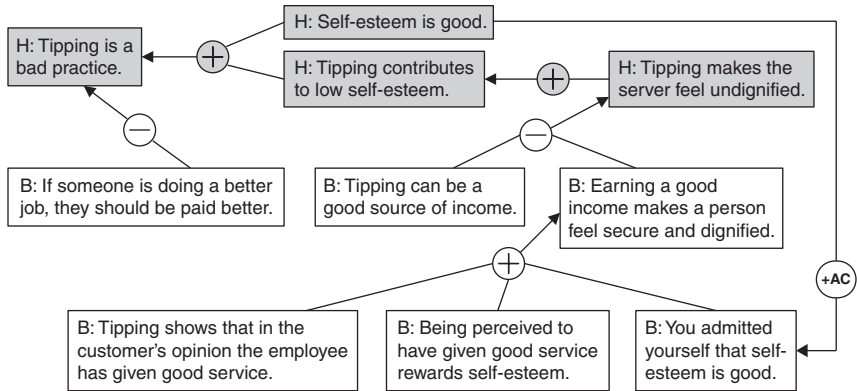 H: Self-esteem is good.
H: Tipping is a
bad practice.
+
H: Tipping contributes
to low self-esteem.
+
H: Tipping makes the
server feel undignified.
−
−
B: If someone is doing a better
job, they should be paid better.
B: Tipping can be a
good source of income.
B: Earning a good
income makes a person
feel secure and dignified.
+
+AC
B: Tipping shows that in the
customer’s opinion the employee
has given good service.
B: Being perceived to
have given good service
rewards self-esteem.
B: You admitted
yourself that self-
esteem is good.